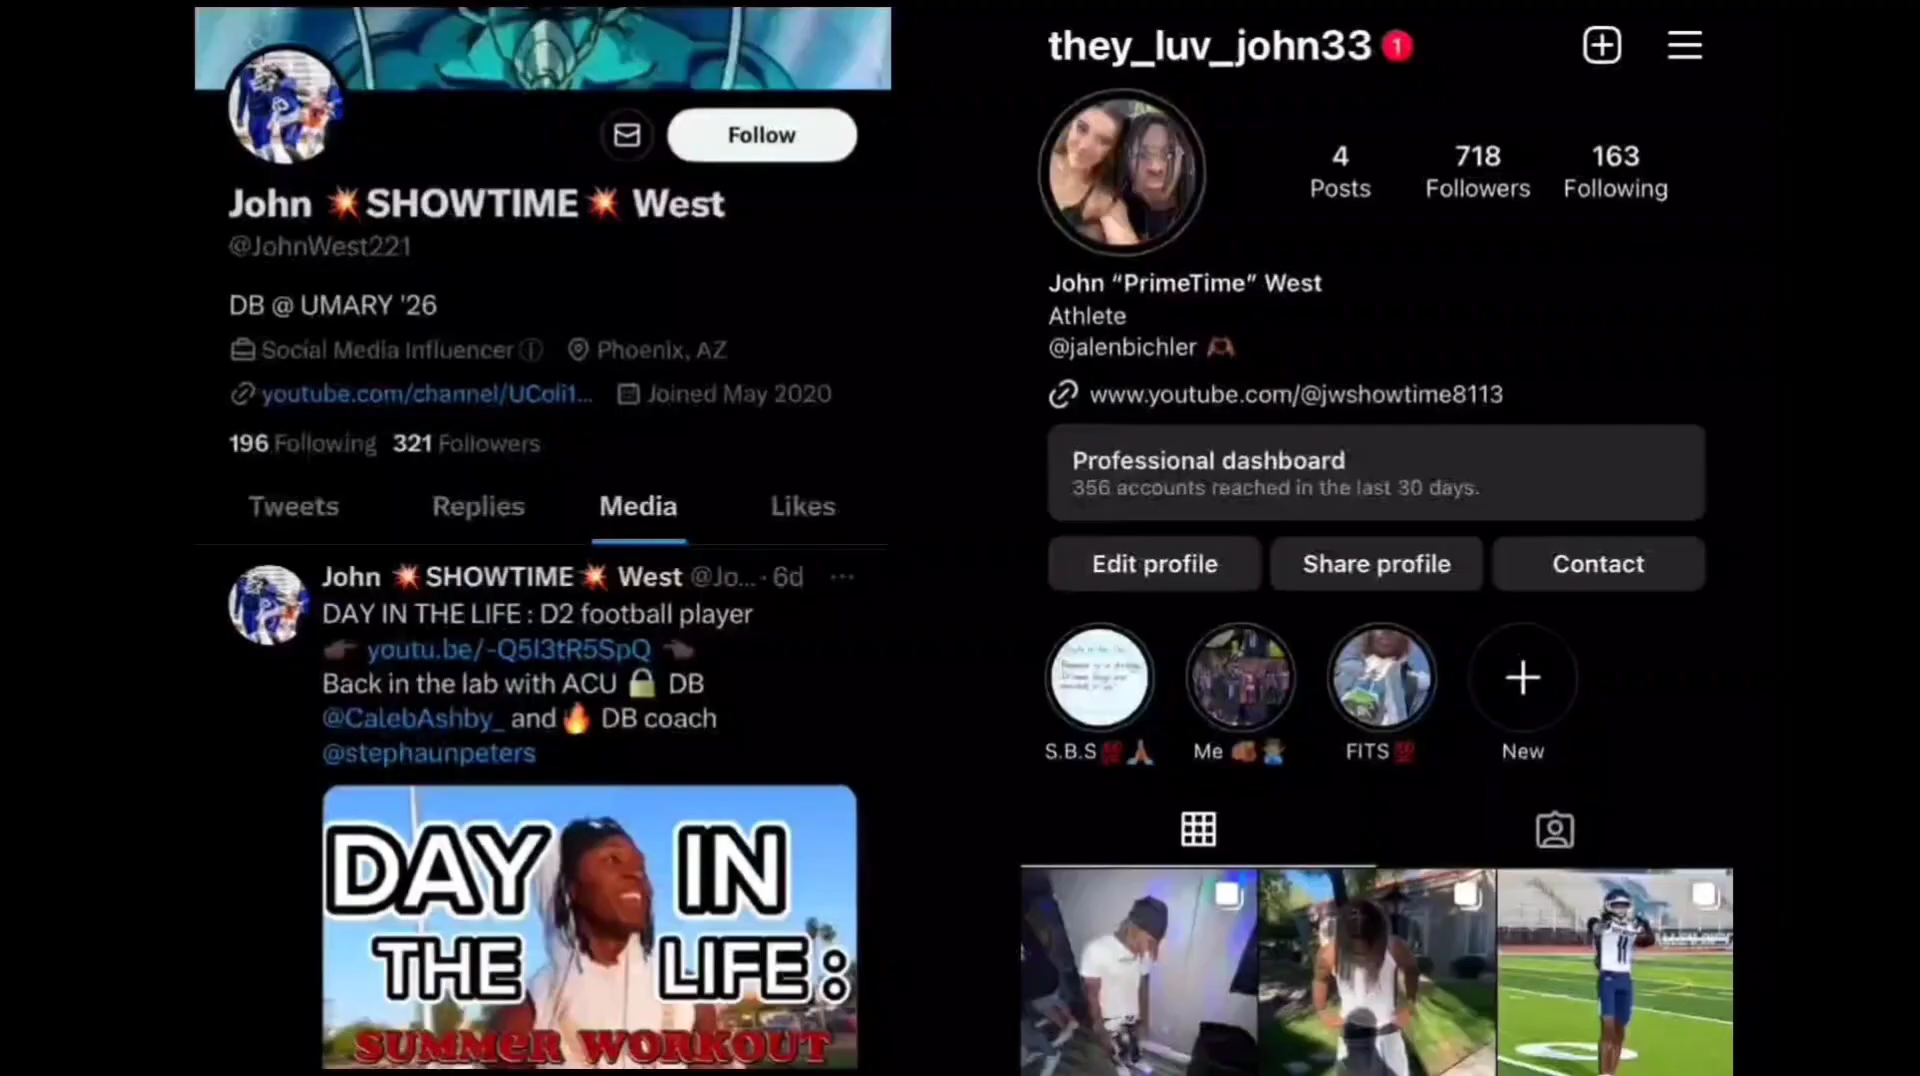 Follow
John 💥SHOWTIME💥 West
@JohnWest221
DB @ UMARY '26
Social Media Influencer
Phoenix, AZ
youtube.com/channel/UColi1...
Joined May 2020
196 Following 321 Followers
Tweets Replies Media Likes
John 💥SHOWTIME💥 West @Jo... · 6d
DAY IN THE LIFE : D2 football player
youtu.be/-Q5I3tR5SpQ
Back in the lab with ACU 🔒 DB
@CalebAshby_ and 🔥 DB coach
@stephaunpeters
DAY IN
THE LIFE :
SUMMER WORKOUT
they_luv_john33 1
4 718 163
Posts Followers Following
John “PrimeTime” West
Athlete
@jalenbichler
www.youtube.com/@jwshowtime8113
Professional dashboard
356 accounts reached in the last 30 days.
Edit profile Share profile Contact
S.B.S💯 Me FITS💯 New
11